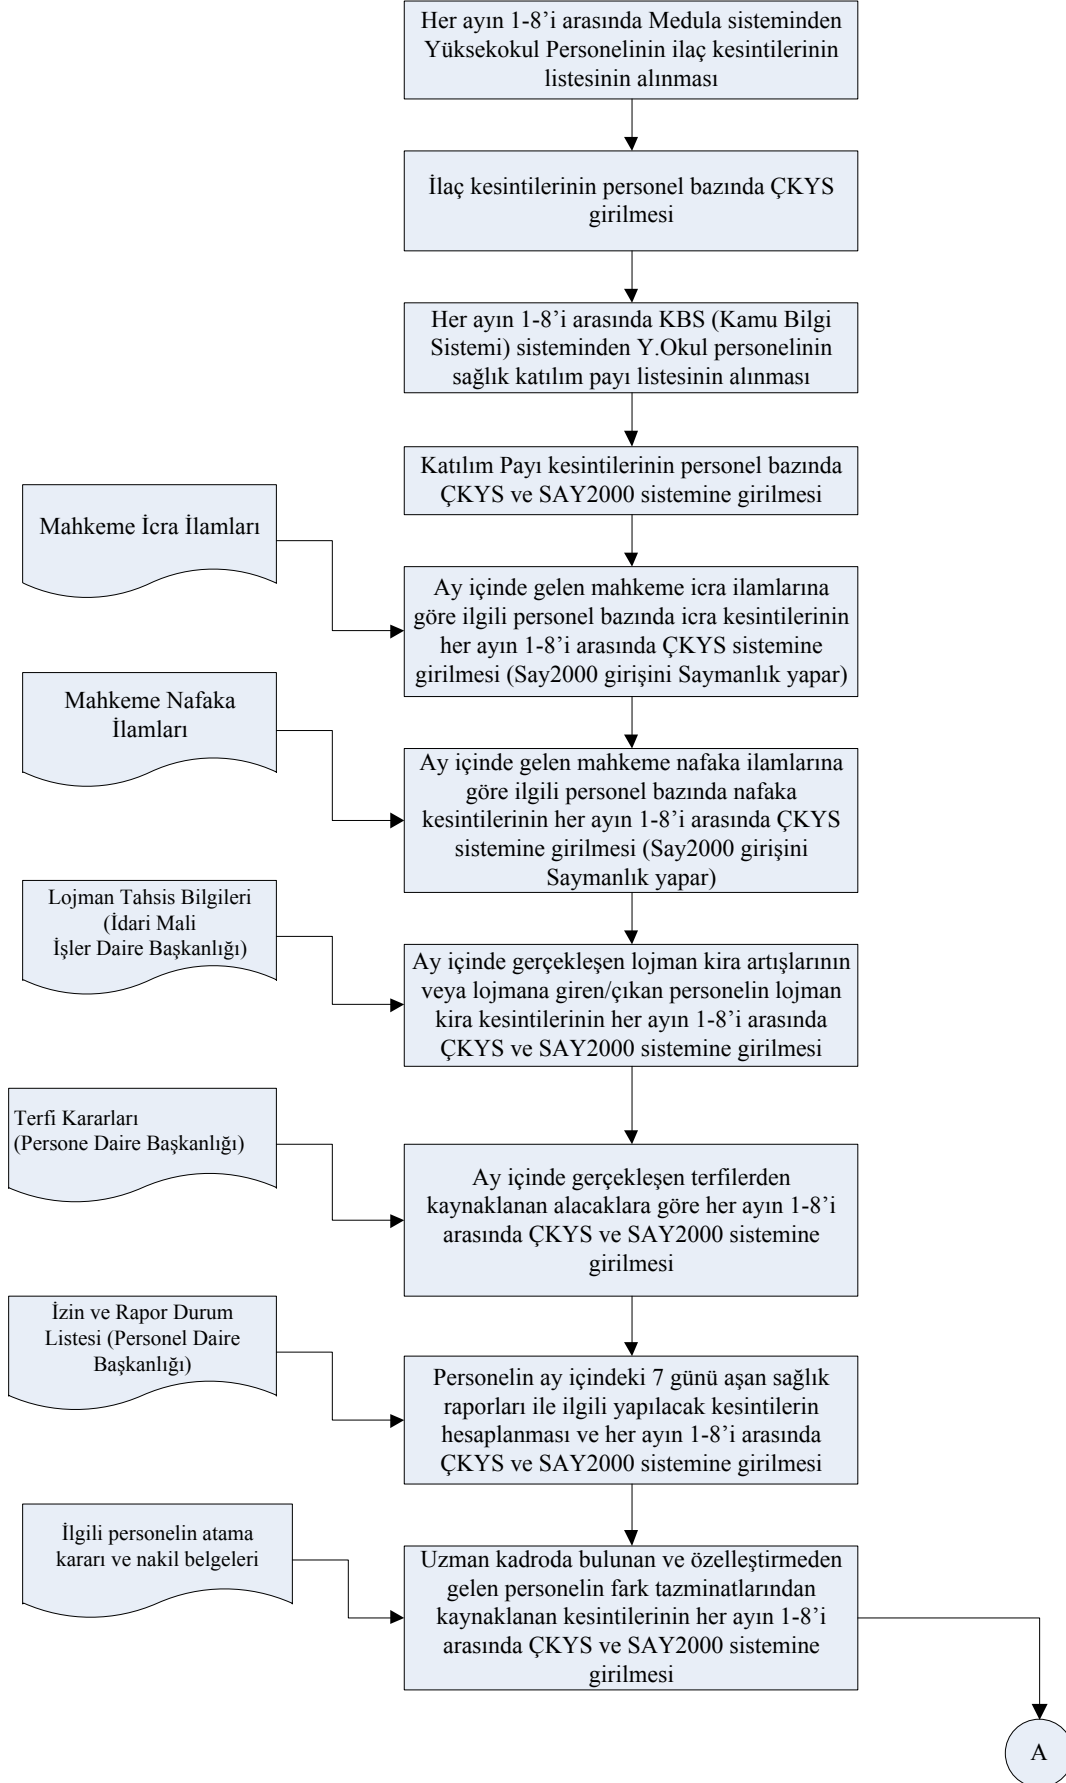 Her ayın 1-8’i arasında Medula sisteminden
Yüksekokul Personelinin ilaç kesintilerinin
listesinin alınması
İlaç kesintilerinin personel bazında ÇKYS
girilmesi
Her ayın 1-8’i arasında KBS (Kamu Bilgi
Sistemi) sisteminden Y.Okul personelinin
sağlık katılım payı listesinin alınması
Katılım Payı kesintilerinin personel bazında
ÇKYS ve SAY2000 sistemine girilmesi
Mahkeme İcra İlamları
Ay içinde gelen mahkeme icra ilamlarına
göre ilgili personel bazında icra kesintilerinin
her ayın 1-8’i arasında ÇKYS sistemine
girilmesi (Say2000 girişini Saymanlık yapar)
Mahkeme Nafaka
İlamları
Ay içinde gelen mahkeme nafaka ilamlarına
göre ilgili personel bazında nafaka
kesintilerinin her ayın 1-8’i arasında ÇKYS
sistemine girilmesi (Say2000 girişini
Saymanlık yapar)
Lojman Tahsis Bilgileri
(İdari Mali
İşler Daire Başkanlığı)
Ay içinde gerçekleşen lojman kira artışlarının
veya lojmana giren/çıkan personelin lojman
kira kesintilerinin her ayın 1-8’i arasında
ÇKYS ve SAY2000 sistemine girilmesi
Terfi Kararları
(Persone Daire Başkanlığı)
Ay içinde gerçekleşen terfilerden
kaynaklanan alacaklara göre her ayın 1-8’i
arasında ÇKYS ve SAY2000 sistemine
girilmesi
İzin ve Rapor Durum
Listesi (Personel Daire
Başkanlığı)
Personelin ay içindeki 7 günü aşan sağlık
raporları ile ilgili yapılacak kesintilerin
hesaplanması ve her ayın 1-8’i arasında
ÇKYS ve SAY2000 sistemine girilmesi
İlgili personelin atama
kararı ve nakil belgeleri
Uzman kadroda bulunan ve özelleştirmeden
gelen personelin fark tazminatlarından
kaynaklanan kesintilerinin her ayın 1-8’i
arasında ÇKYS ve SAY2000 sistemine
girilmesi
A